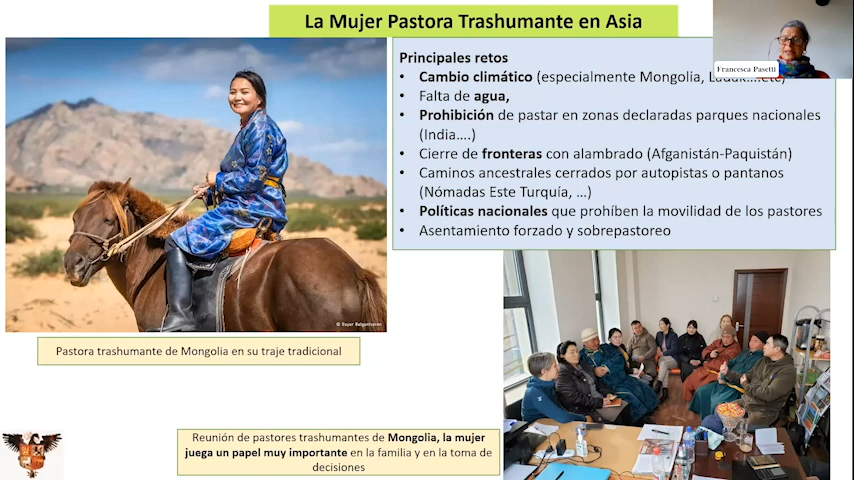 La Mujer Pastora Trashumante en Asia
Francesca Pasetti
Principales retos
• Cambio climático (especialmente Mongolia, Ladak....etc)
• Falta de agua,
• Prohibición de pastar en zonas declaradas parques nacionales
(India....)
• Cierre de fronteras con alambrado (Afganistán-Paquistán)
• Caminos ancestrales cerrados por autopistas o pantanos
(Nómadas Este Turquía, ...)
• Políticas nacionales que prohíben la movilidad de los pastores
• Asentamiento forzado y sobrepastoreo
© Bayar Balgantseren
Pastora trashumante de Mongolia en su traje tradicional
Reunión de pastores trashumantes de Mongolia, la mujer
juega un papel muy importante en la familia y en la toma de
decisiones